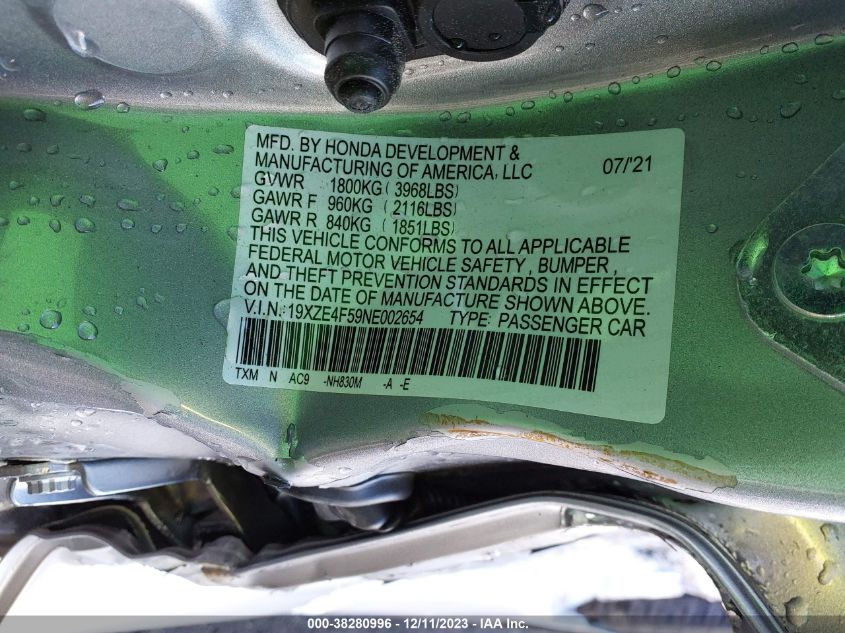 MFD. BY HONDA DEVELOPMENT &
MANUFACTURING OF AMERICA, LLC 07/'21
GVWR 1800KG ( 3968LBS)
GAWR F 960KG ( 2116LBS)
GAWR R 840KG ( 1851LBS)
THIS VEHICLE CONFORMS TO ALL APPLICABLE
FEDERAL MOTOR VEHICLE SAFETY, BUMPER,
AND THEFT PREVENTION STANDARDS IN EFFECT
ON THE DATE OF MANUFACTURE SHOWN ABOVE.
V.I.N.:19XZE4F59NE002654 TYPE: PASSENGER CAR
TXM N AC9 -NH830M -A -E
000-38280996 - 12/11/2023 - IAA Inc.